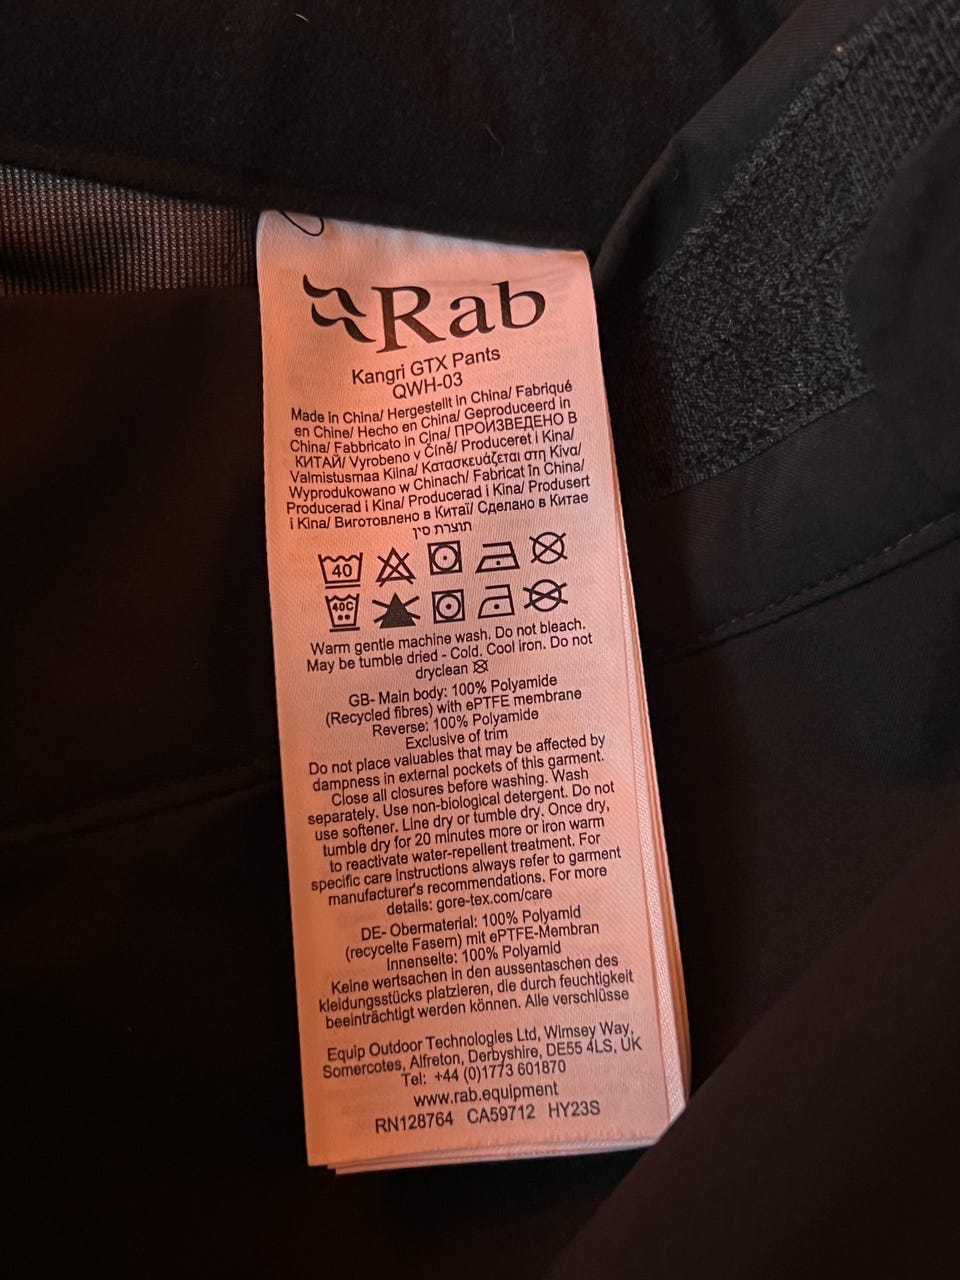 Rab
Kangri GTX Pants
QWH-03
Made in China/ Hergestellt in China/ Fabriqué
en Chine/ Hecho en China/ Geproduceerd in
China/ Fabbricato in Cina/ ПРОИЗВЕДЕНО В
КИТАЙ/ Vyrobeno v Číně/ Produceret i Kina/
Valmistusmaa Kiina/ Κατασκευάζεται στη Κίνα/
Wyprodukowano w Chinach/ Fabricat în China/
Producerad i Kina/ Producerad i Kina/ Produsert
i Kina/ Виготовлено в Китаї/ Сделано в Китае
תוצרת סין
40
40C
Warm gentle machine wash. Do not bleach.
May be tumble dried - Cold. Cool iron. Do not
dryclean
GB- Main body: 100% Polyamide
(Recycled fibres) with ePTFE membrane
Reverse: 100% Polyamide
Exclusive of trim
Do not place valuables that may be affected by
dampness in external pockets of this garment.
Close all closures before washing. Wash
separately. Use non-biological detergent. Do not
use softener. Line dry or tumble dry. Once dry,
tumble dry for 20 minutes more or iron warm
to reactivate water-repellent treatment. For
specific care instructions always refer to garment
manufacturer's recommendations. For more
details: gore-tex.com/care
DE- Obermaterial: 100% Polyamid
(recycelte Fasern) mit ePTFE-Membran
Innenseite: 100% Polyamid
Keine wertsachen in den aussentaschen des
kleidungsstücks platzieren, die durch feuchtigkeit
beeinträchtigt werden können. Alle verschlüsse
Equip Outdoor Technologies Ltd, Wimsey Way,
Somercotes, Alfreton, Derbyshire, DE55 4LS, UK
Tel: +44 (0)1773 601870
www.rab.equipment
RN128764 CA59712 HY23S